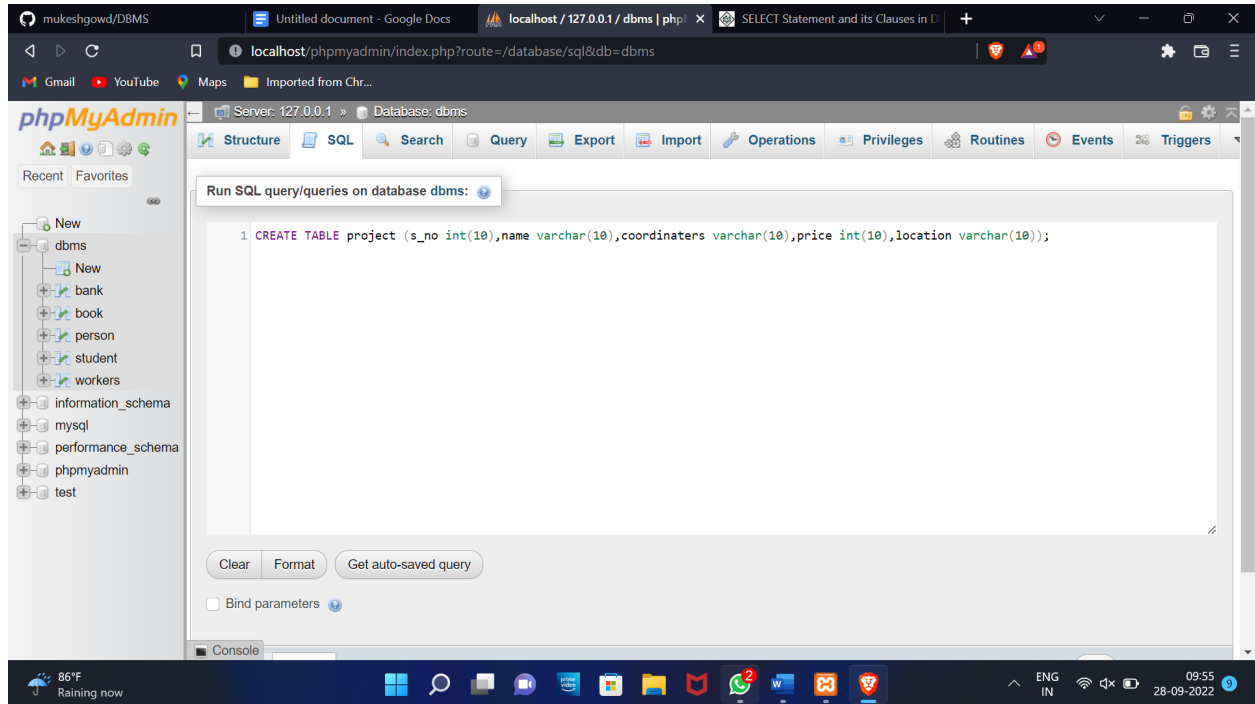 mukeshgowd/DBMS
Untitled document - Google Docs
localhost / 127.0.0.1 / dbms | php
SELECT Statement and its Clauses in D
localhost/phpmyadmin/index.php?route=/database/sql&db=dbms
1
Gmail
YouTube
Maps
Imported from Chr...
phpMyAdmin
Recent
Favorites
New
dbms
New
bank
book
person
student
workers
information_schema
mysql
performance_schema
phpmyadmin
test
Server: 127.0.0.1 » Database: dbms
Structure
SQL
Search
Query
Export
Import
Operations
Privileges
Routines
Events
Triggers
Run SQL query/queries on database dbms:
1 CREATE TABLE project (s_no int(10),name varchar(10),coordinaters varchar(10),price int(10),location varchar(10));
Clear
Format
Get auto-saved query
Bind parameters
Console
86°F
Raining now
prime video
2
ENG
IN
09:55
28-09-2022
9